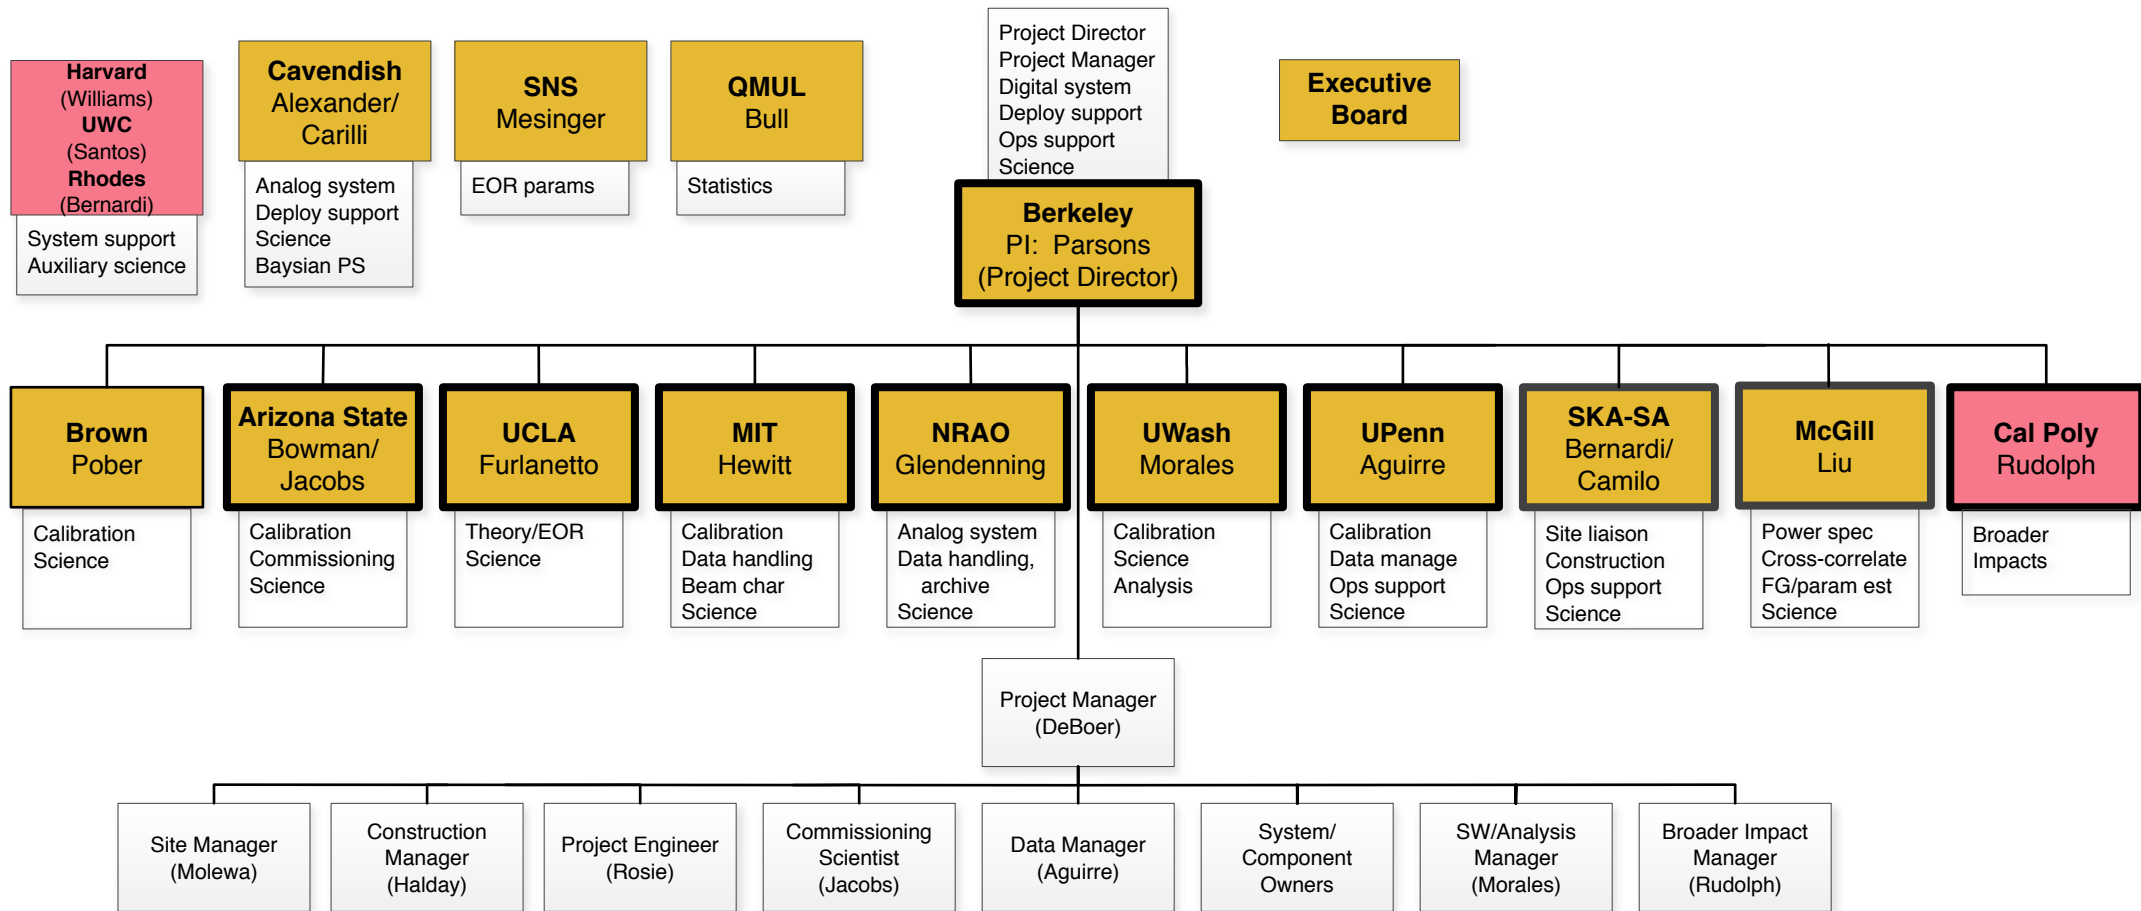 Harvard
(Williams)
UWC
(Santos)
Rhodes
(Bernardi)
System support
Auxiliary science
Cavendish
Alexander/
Carilli
Analog system
Deploy support
Science
Baysian PS
SNS
Mesinger
EOR params
QMUL
Bull
Statistics
Project Director
Project Manager
Digital system
Deploy support
Ops support
Science
Berkeley
PI: Parsons
(Project Director)
Executive
Board
Brown
Pober
Calibration
Science
Arizona State
Bowman/
Jacobs
Calibration
Commissioning
Science
UCLA
Furlanetto
Theory/EOR
Science
MIT
Hewitt
Calibration
Data handling
Beam char
Science
NRAO
Glendenning
Analog system
Data handling,
archive
Science
UWash
Morales
Calibration
Science
Analysis
UPenn
Aguirre
Calibration
Data manage
Ops support
Science
SKA-SA
Bernardi/
Camilo
Site liaison
Construction
Ops support
Science
McGill
Liu
Power spec
Cross-correlate
FG/param est
Science
Cal Poly
Rudolph
Broader
Impacts
Project Manager
(DeBoer)
Site Manager
(Molewa)
Construction
Manager
(Halday)
Project Engineer
(Rosie)
Commissioning
Scientist
(Jacobs)
Data Manager
(Aguirre)
System/
Component
Owners
SW/Analysis
Manager
(Morales)
Broader Impact
Manager
(Rudolph)